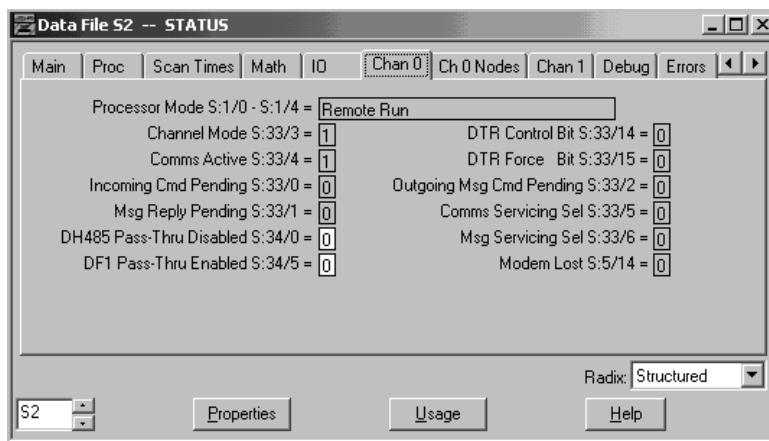 Data File S2 -- STATUS
Main Proc Scan Times Math IO Chan 0 Ch 0 Nodes Chan 1 Debug Errors
Processor Mode S:1/0 - S:1/4 = Remote Run
Channel Mode S:33/3 = 1 DTR Control Bit S:33/14 = 0
Comms Active S:33/4 = 1 DTR Force Bit S:33/15 = 0
Incoming Cmd Pending S:33/0 = 0 Outgoing Msg Cmd Pending S:33/2 = 0
Msg Reply Pending S:33/1 = 0 Comms Servicing Sel S:33/5 = 0
DH485 Pass-Thru Disabled S:34/0 = 0 Msg Servicing Sel S:33/6 = 0
DF1 Pass-Thru Enabled S:34/5 = 0 Modem Lost S:5/14 = 0
Radix: Structured
S2 Properties Usage Help